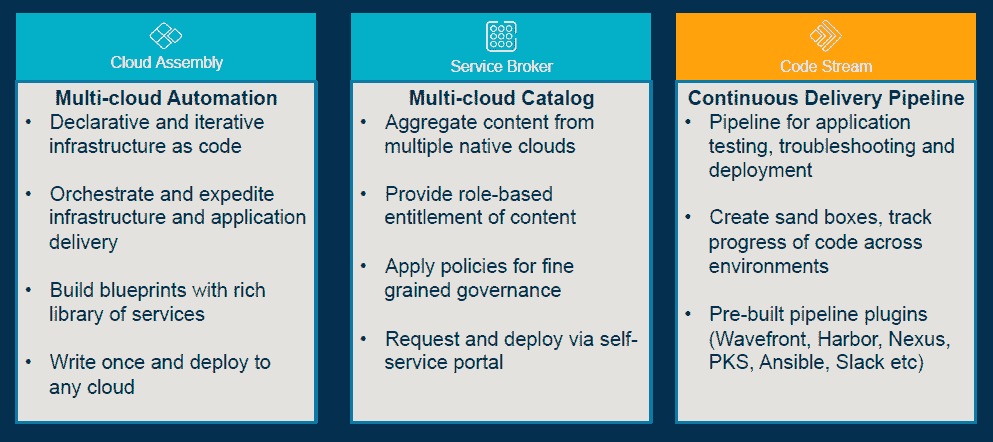 Cloud Assembly
Multi-cloud Automation
• Declarative and iterative
infrastructure as code
• Orchestrate and expedite
infrastructure and application
delivery
• Build blueprints with rich
library of services
• Write once and deploy to
any cloud
Service Broker
Multi-cloud Catalog
• Aggregate content from
multiple native clouds
• Provide role-based
entitlement of content
• Apply policies for fine
grained governance
• Request and deploy via self-
service portal
Code Stream
Continuous Delivery Pipeline
• Pipeline for application
testing, troubleshooting and
deployment
• Create sand boxes, track
progress of code across
environments
• Pre-built pipeline plugins
(Wavefront, Harbor, Nexus,
PKS, Ansible, Slack etc)